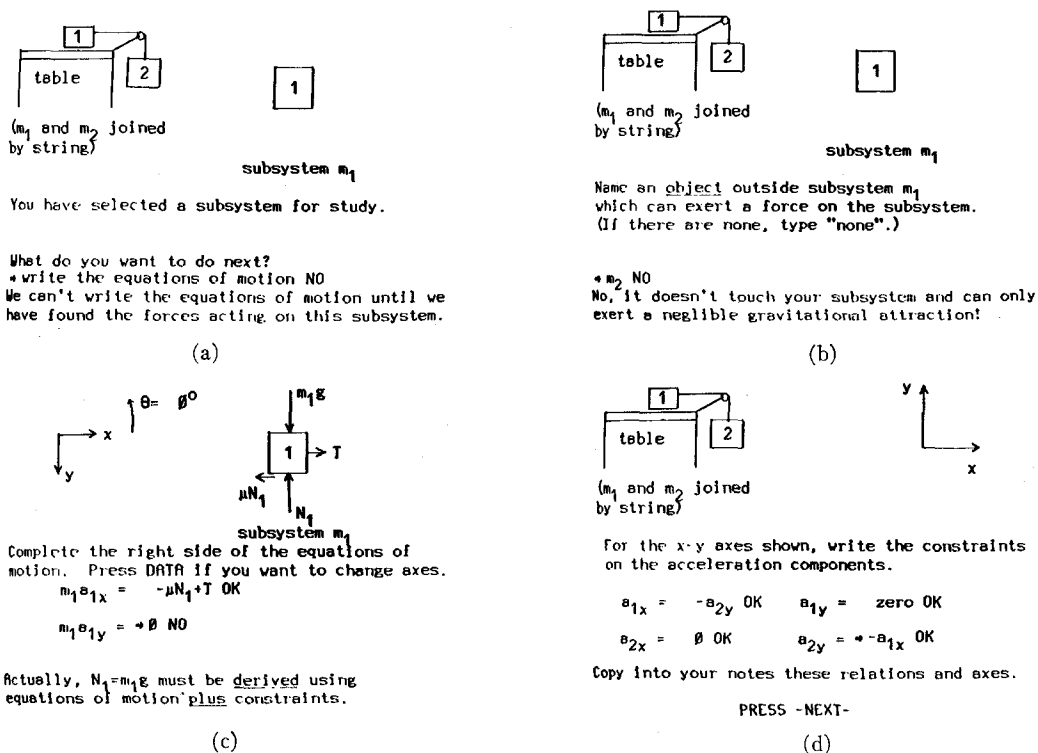 1
2
table
1
(m₁ and m₂ joined
by string)
subsystem m₁
You have selected a subsystem for study.
What do you want to do next?
write the equations of motion NO
We can't write the equations of motion until we
have found the forces acting on this subsystem.
(a)
1
2
table
1
(m₁ and m₂ joined
by string)
subsystem m₁
Name an object outside subsystem m₁
which can exert a force on the subsystem.
(If there are none, type "none".)
m₂ NO
No, it doesn't touch your subsystem and can only
exert a neglible gravitational attraction!
(b)
θ= 0°
x
y
m₁g
1
T
μN₁
N₁
subsystem m₁
Complete the right side of the equations of
motion. Press DATA if you want to change axes.
m₁a₁ₓ = -μN₁+T OK
m₁a₁y = 0 NO
Actually, N₁=m₁g must be derived using
equations of motion plus constraints.
(c)
1
2
table
y
x
(m₁ and m₂ joined
by string)
For the x-y axes shown, write the constraints
on the acceleration components.
a₁ₓ = -a₂y OK a₁y = zero OK
a₂ₓ = 0 OK a₂y = -a₁ₓ OK
Copy into your notes these relations and axes.
PRESS -NEXT-
(d)